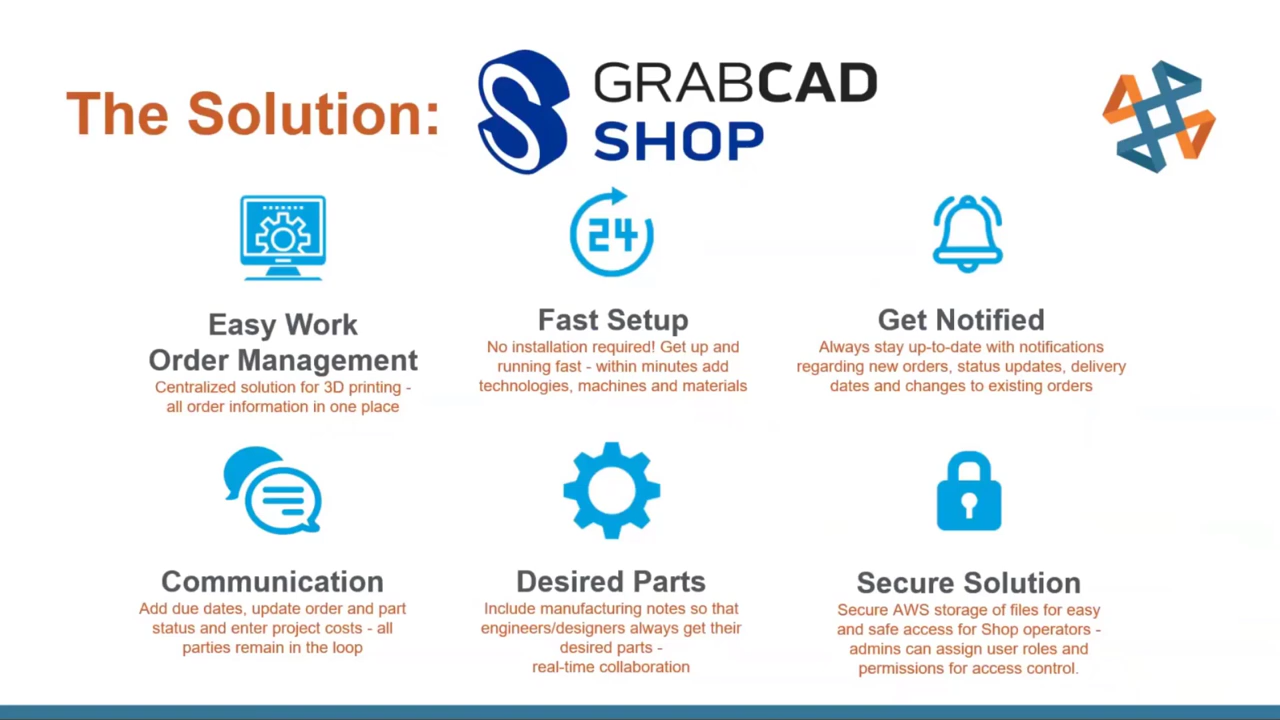 The Solution:
GRABCAD
SHOP
24
Easy Work
Order Management
Centralized solution for 3D printing -
all order information in one place
Fast Setup
No installation required! Get up and
running fast - within minutes add
technologies, machines and materials
Get Notified
Always stay up-to-date with notifications
regarding new orders, status updates, delivery
dates and changes to existing orders
Communication
Add due dates, update order and part
status and enter project costs - all
parties remain in the loop
Desired Parts
Include manufacturing notes so that
engineers/designers always get their
desired parts -
real-time collaboration
Secure Solution
Secure AWS storage of files for easy
and safe access for Shop operators -
admins can assign user roles and
permissions for access control.